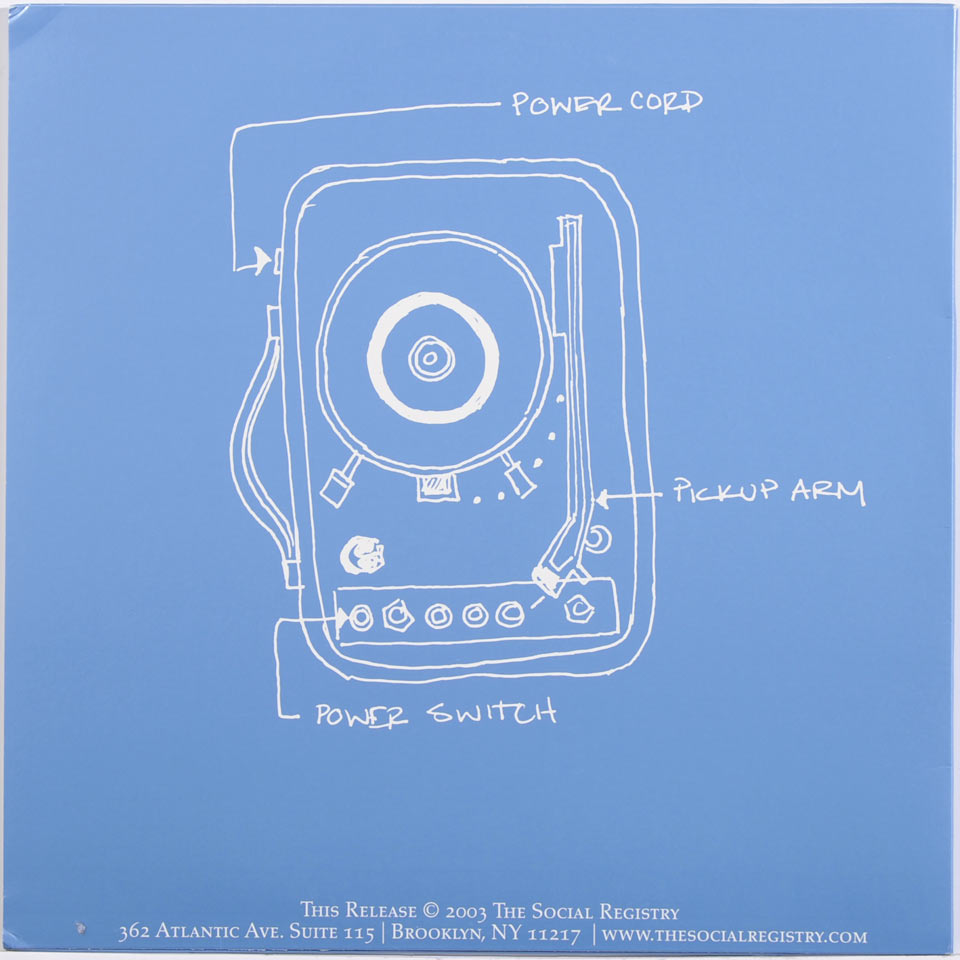 POWER CORD
PICKUP ARM
POWER SWITCH
THIS RELEASE © 2003 THE SOCIAL REGISTRY
362 ATLANTIC AVE. SUITE 115 | BROOKLYN, NY 11217 | WWW.THESOCIALREGISTRY.COM